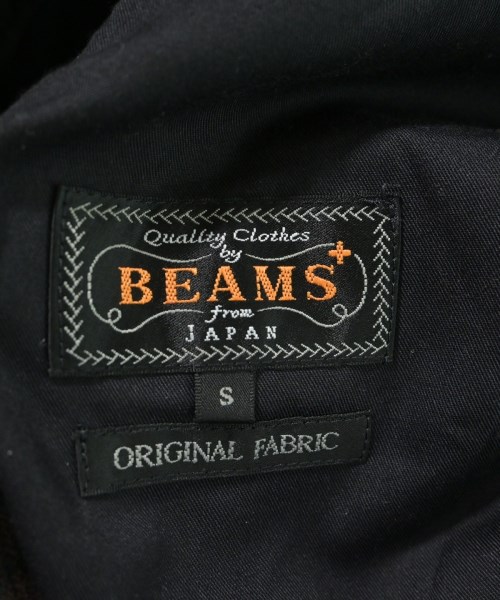 Quality Clothes
by
BEAMS+
from
JAPAN
S
ORIGINAL FABRIC